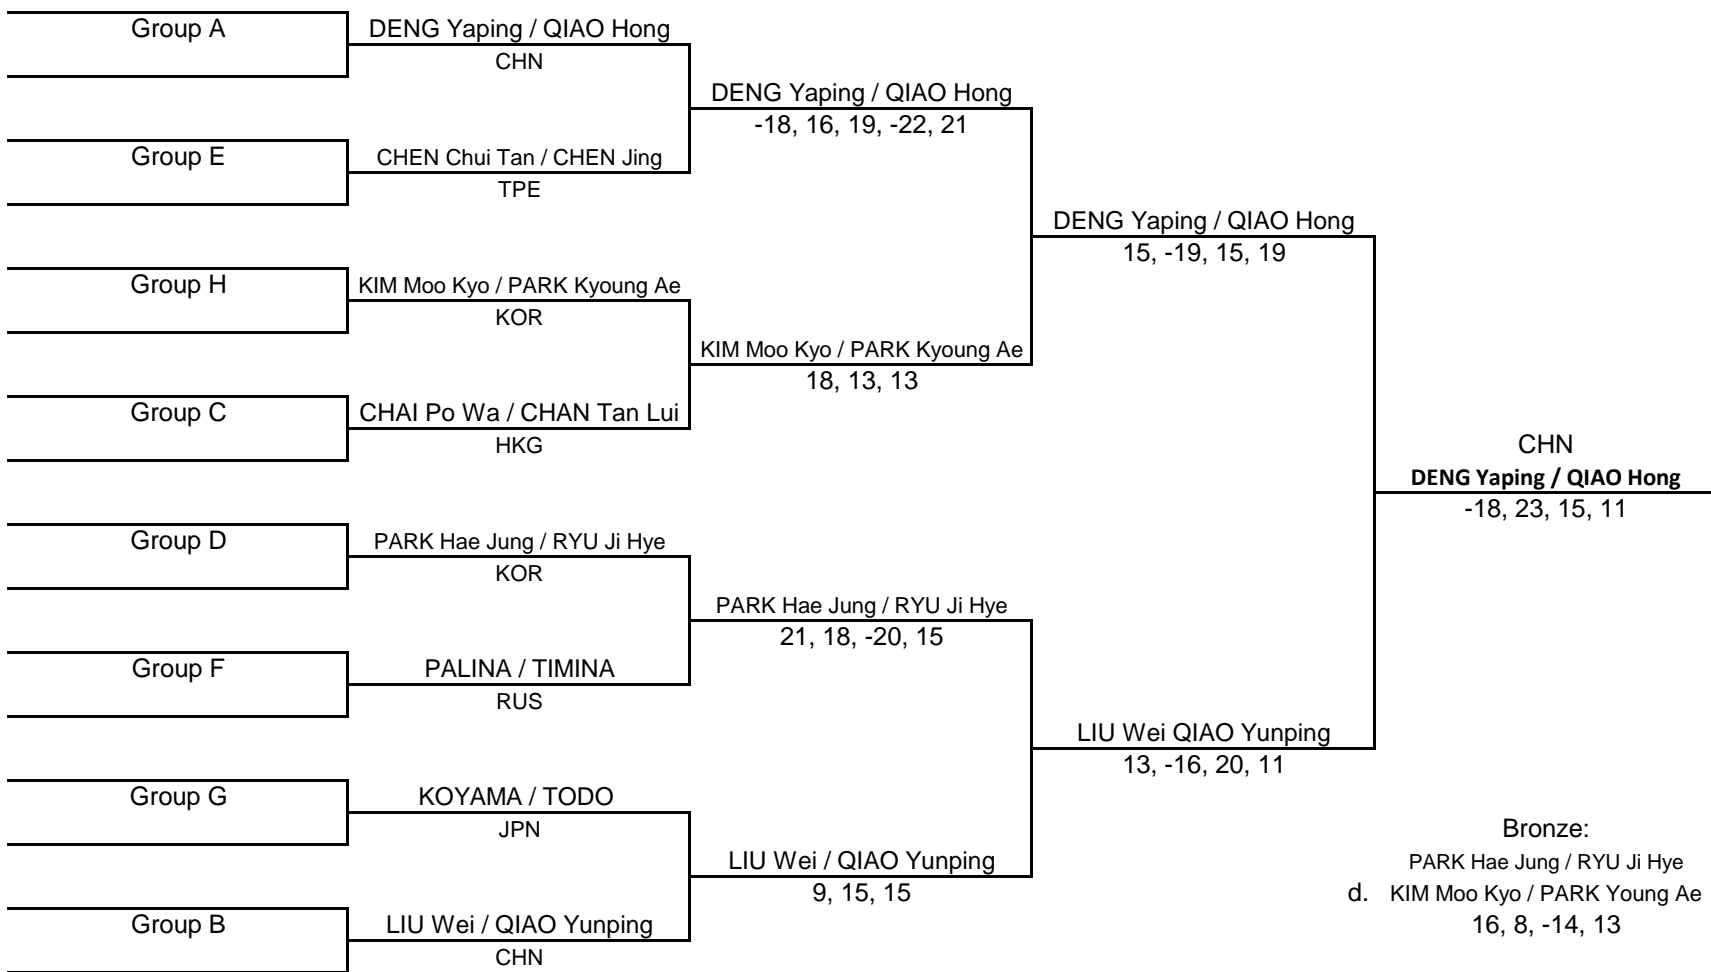 Group A
DENG Yaping / QIAO Hong
CHN
DENG Yaping / QIAO Hong
-18, 16, 19, -22, 21
Group E
CHEN Chui Tan / CHEN Jing
TPE
DENG Yaping / QIAO Hong
15, -19, 15, 19
Group H
KIM Moo Kyo / PARK Kyoung Ae
KOR
KIM Moo Kyo / PARK Kyoung Ae
18, 13, 13
Group C
CHAI Po Wa / CHAN Tan Lui
HKG
CHN
DENG Yaping / QIAO Hong
-18, 23, 15, 11
Group D
PARK Hae Jung / RYU Ji Hye
KOR
PARK Hae Jung / RYU Ji Hye
21, 18, -20, 15
Group F
PALINA / TIMINA
RUS
LIU Wei QIAO Yunping
13, -16, 20, 11
Group G
KOYAMA / TODO
JPN
LIU Wei / QIAO Yunping
9, 15, 15
Group B
LIU Wei / QIAO Yunping
CHN
Bronze:
PARK Hae Jung / RYU Ji Hye
d. KIM Moo Kyo / PARK Young Ae
16, 8, -14, 13